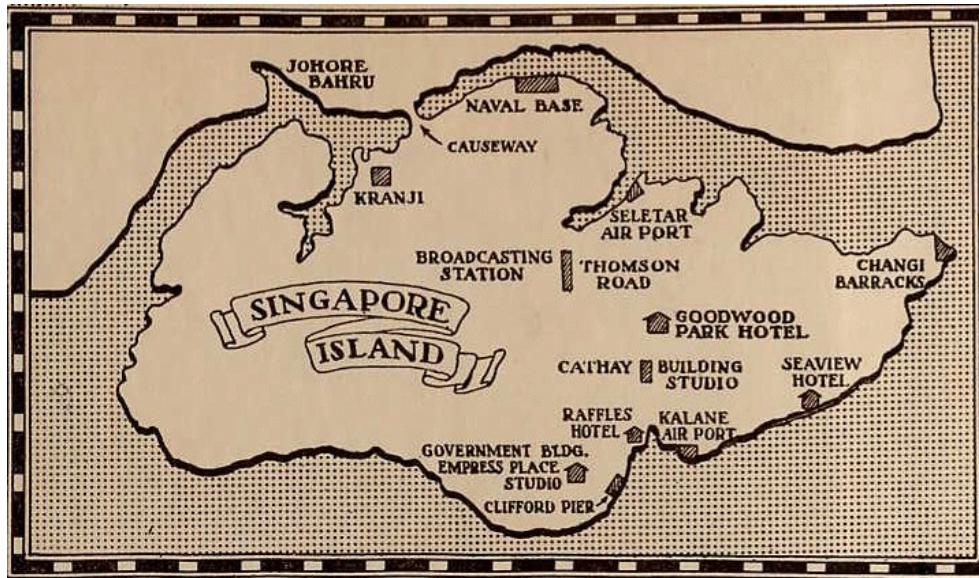 JOHORE
BAHRU
NAVAL BASE
CAUSEWAY
KRANJI
SELETAR
AIR PORT
BROADCASTING
STATION
THOMSON
ROAD
CHANGI
BARRACKS
SINGAPORE
ISLAND
GOODWOOD
PARK HOTEL
CATHAY
BUILDING
STUDIO
SEAVIEW
HOTEL
RAFFLES
HOTEL
KALANE
AIR PORT
GOVERNMENT BLDG.
EMPRESS PLACE
STUDIO
CLIFFORD PIER